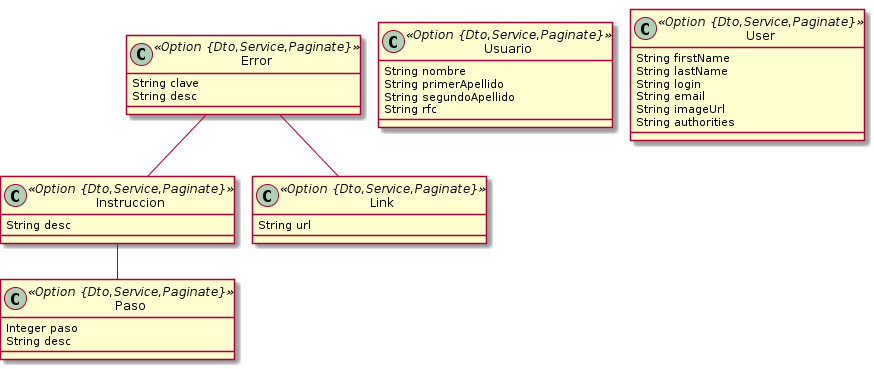 C «Option {Dto,Service,Paginate}»
Error
String clave
String desc
C «Option {Dto,Service,Paginate}»
Usuario
String nombre
String primerApellido
String segundoApellido
String rfc
C «Option {Dto,Service,Paginate}»
User
String firstName
String lastName
String login
String email
String imageUrl
String authorities
C «Option {Dto,Service,Paginate}»
Instruccion
String desc
C «Option {Dto,Service,Paginate}»
Link
String url
C «Option {Dto,Service,Paginate}»
Paso
Integer paso
String desc